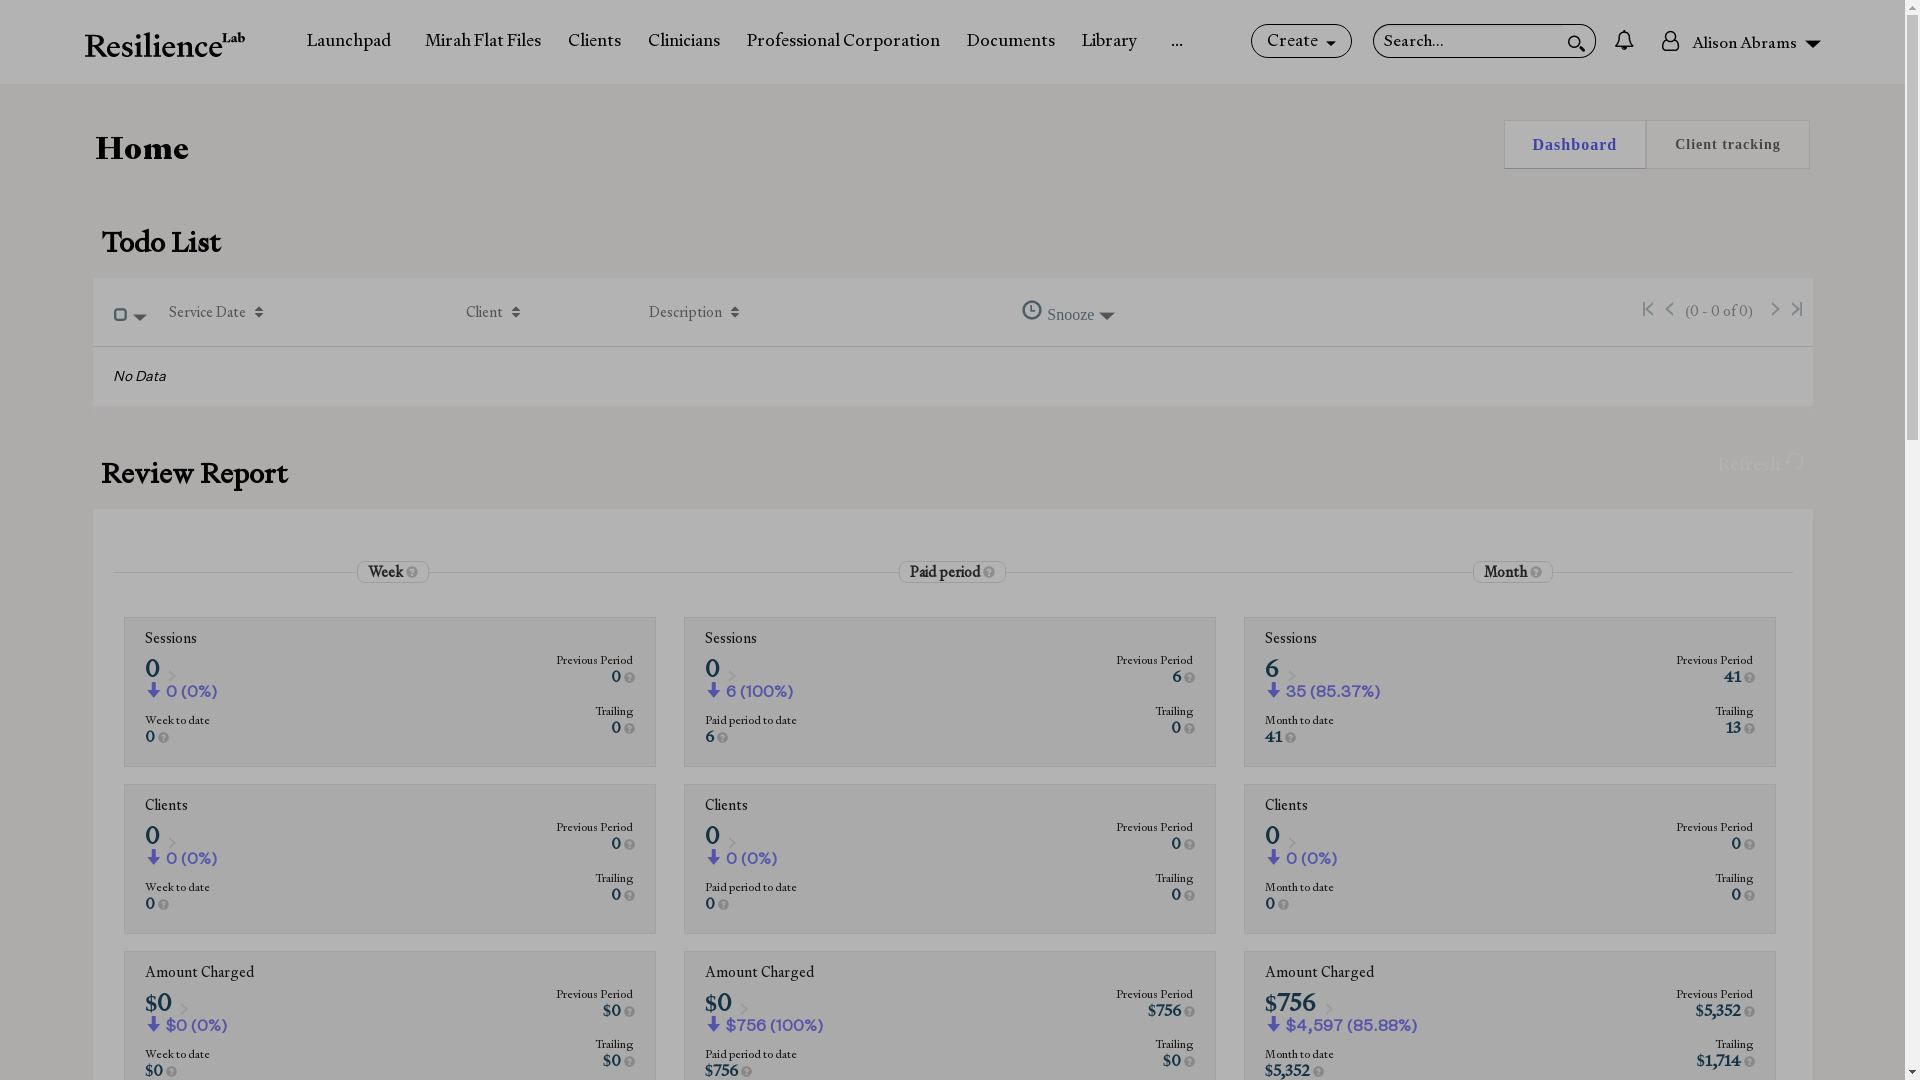 Resilience Lab
Launchpad Mirah Flat Files Clients Clinicians Professional Corporation Documents Library ...
Create Search... Alison Abrams
Home
Dashboard Client tracking
Todo List
Service Date Client Description Snooze (0 - 0 of 0)
No Data
Review Report
Refresh
Week Paid period Month
Sessions
0
0 (0%)
Week to date
0
Previous Period
0
Trailing
0
Sessions
0
6 (100%)
Paid period to date
6
Previous Period
6
Trailing
0
Sessions
6
35 (85.37%)
Month to date
41
Previous Period
41
Trailing
13
Clients
0
0 (0%)
Week to date
0
Previous Period
0
Trailing
0
Clients
0
0 (0%)
Paid period to date
0
Previous Period
0
Trailing
0
Clients
0
0 (0%)
Month to date
0
Previous Period
0
Trailing
0
Amount Charged
$0
$0 (0%)
Week to date
$0
Previous Period
$0
Trailing
$0
Amount Charged
$0
$756 (100%)
Paid period to date
$756
Previous Period
$756
Trailing
$0
Amount Charged
$756
$4,597 (85.88%)
Month to date
$5,352
Previous Period
$5,352
Trailing
$1,714